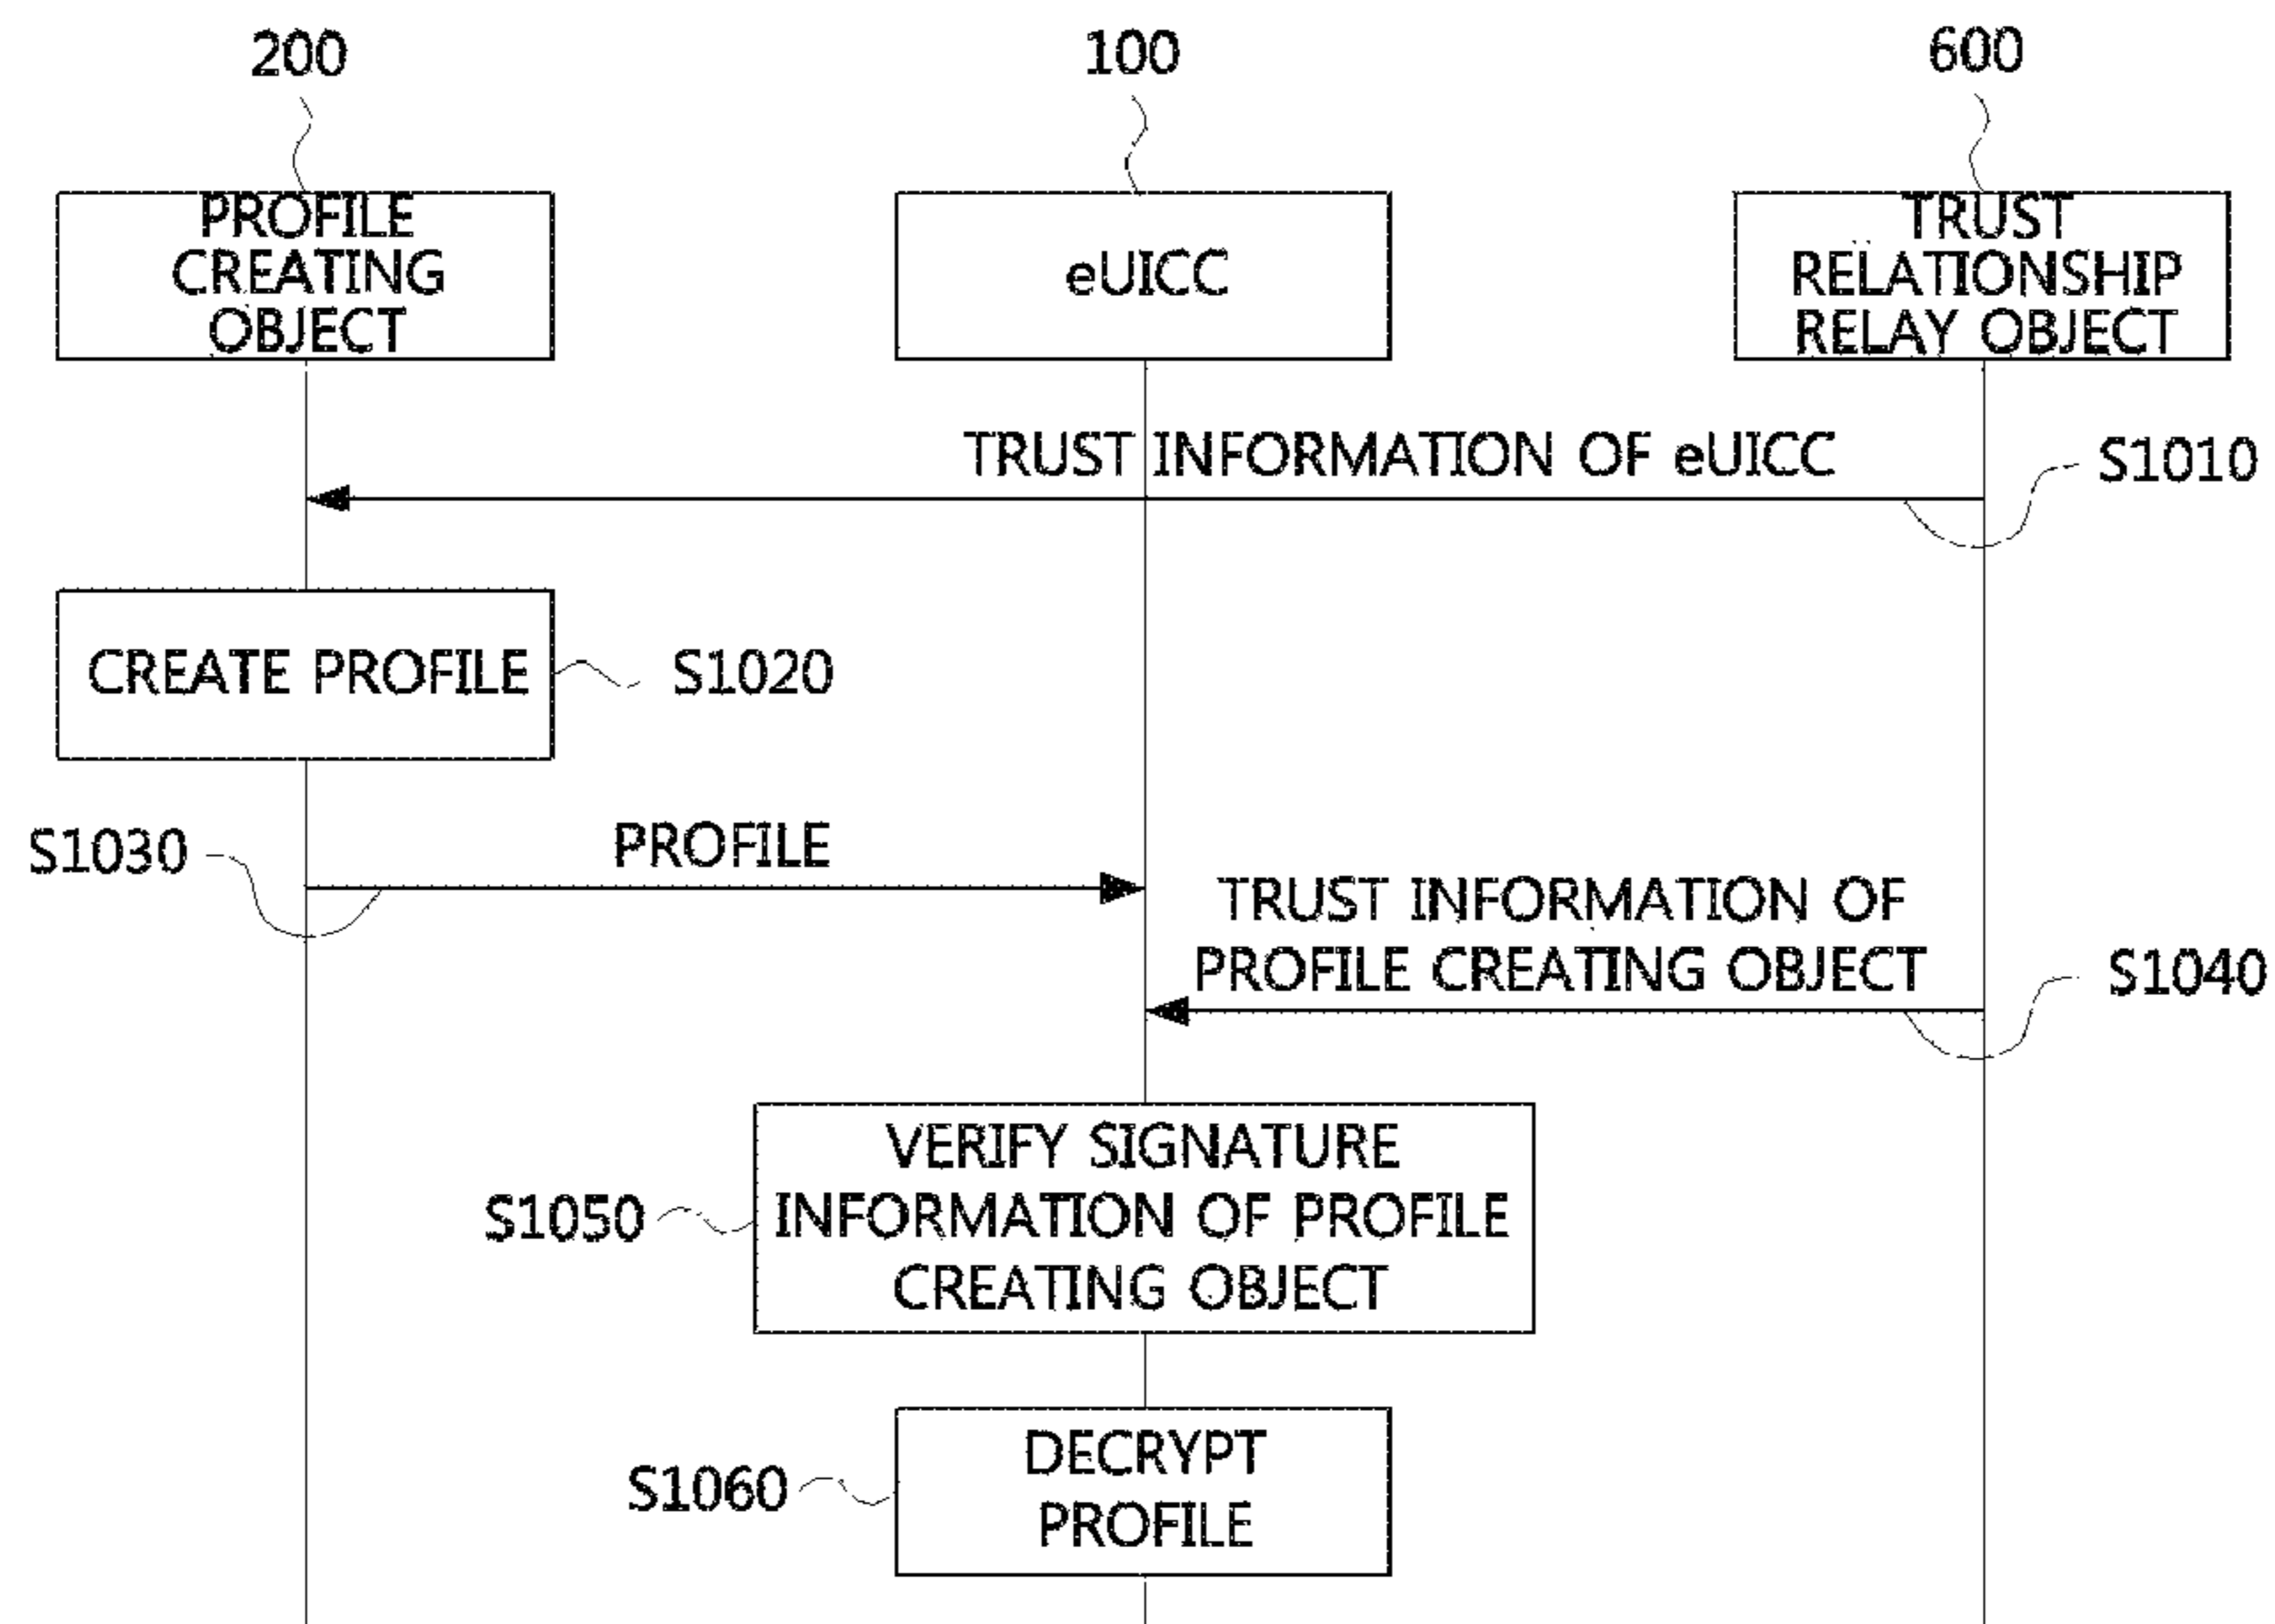 200
100
600
PROFILE
CREATING
OBJECT
eUICC
TRUST
RELATIONSHIP
RELAY OBJECT
TRUST INFORMATION OF eUICC
S1010
CREATE PROFILE
S1020
S1030
PROFILE
TRUST INFORMATION OF
PROFILE CREATING OBJECT
S1040
VERIFY SIGNATURE
INFORMATION OF PROFILE
CREATING OBJECT
S1050
DECRYPT
PROFILE
S1060